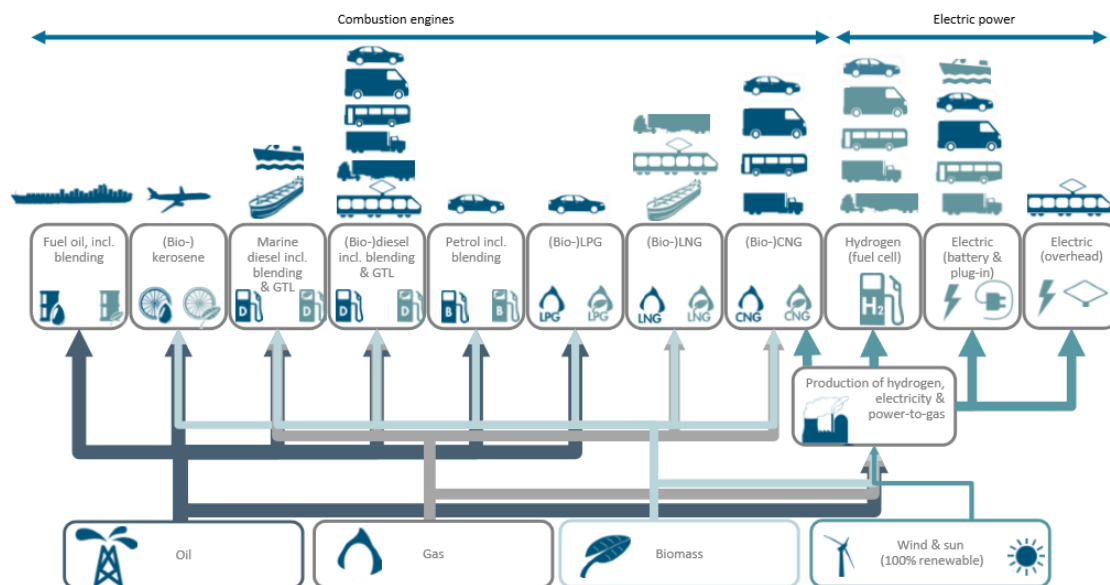 Combustion engines
Electric power
Fuel oil, incl.
blending
(Bio-)
kerosene
Marine
diesel incl.
blending
& GTL
D
D
(Bio-)diesel
incl. blending
& GTL
D
D
Petrol incl.
blending
B
B
(Bio-)LPG
LPG
LPG
(Bio-)LNG
LNG
LNG
(Bio-)CNG
CNG
CNG
Hydrogen
(fuel cell)
H2
Electric
(battery &
plug-in)
Electric
(overhead)
Production of hydrogen,
electricity &
power-to-gas
Oil
Gas
Biomass
Wind & sun
(100% renewable)